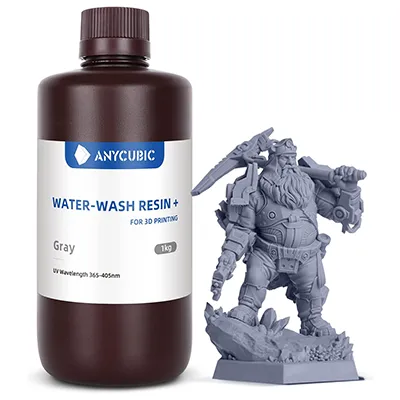 ANYCUBIC
WATER-WASH RESIN +
FOR 3D PRINTING
Gray
1kg
UV Wavelength 365-405nm